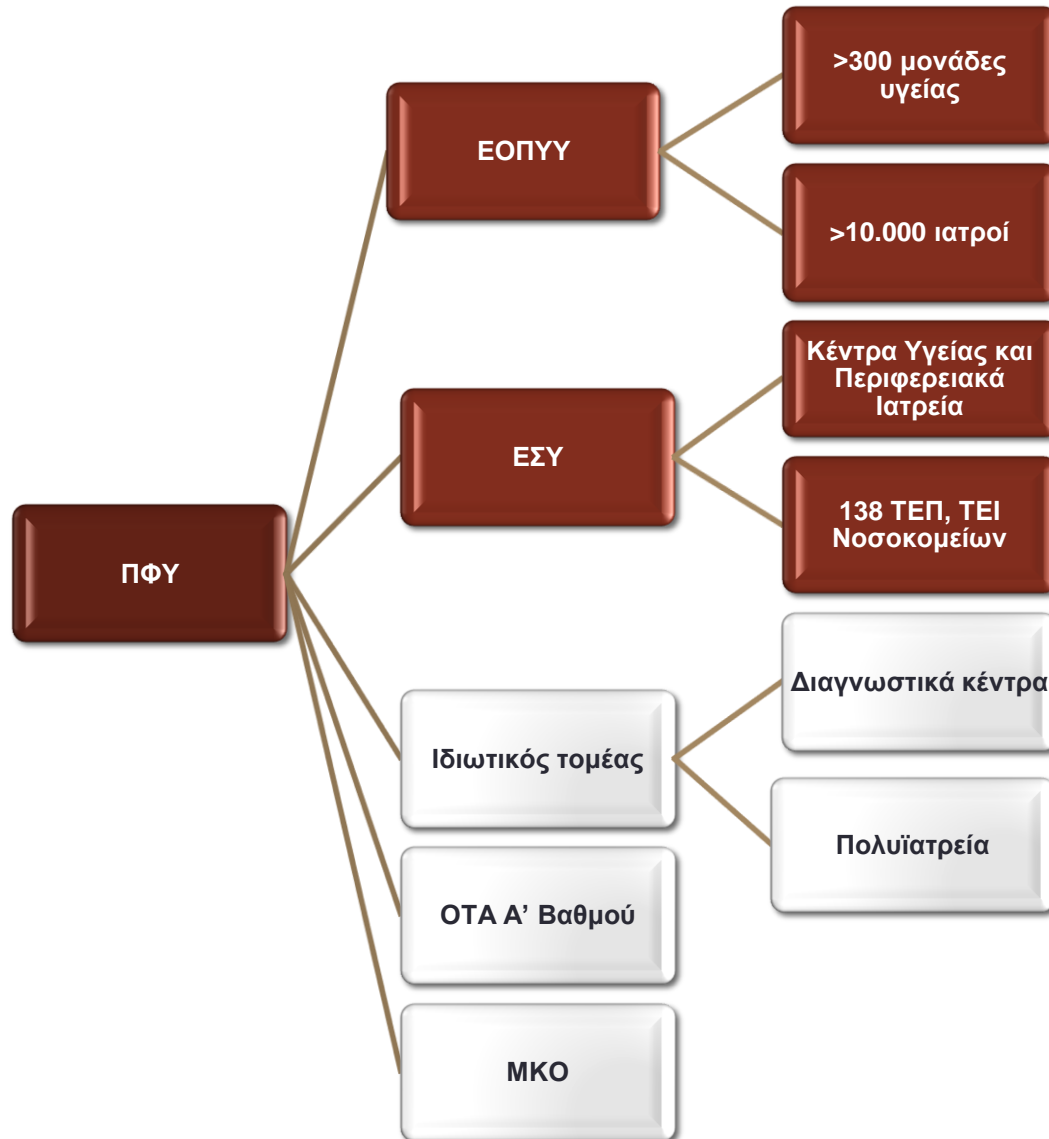 >300 μονάδες
υγείας
ΕΟΠΥΥ
>10.000 ιατροί
Κέντρα Υγείας και
Περιφερειακά
Ιατρεία
ΕΣΥ
138 ΤΕΠ, ΤΕΙ
Νοσοκομείων
ΠΦΥ
Διαγνωστικά κέντρα
Ιδιωτικός τομέας
Πολυϊατρεία
ΟΤΑ Α’ Βαθμού
ΜΚΟ